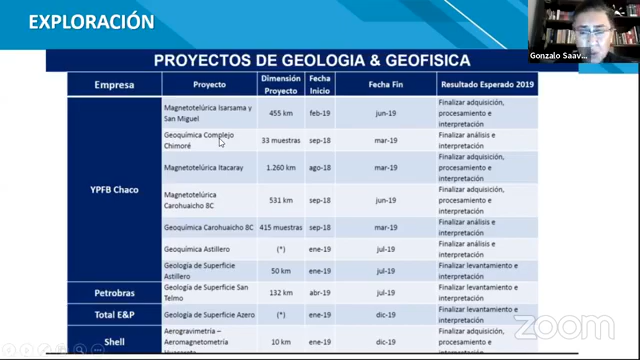 EXPLORACIÓN
Gonzalo Saav...
PROYECTOS DE GEOLOGIA & GEOFISICA
Empresa Proyecto Dimensión Proyecto Fecha Inicio Fecha Fin Resultado Esperado 2019
YPFB Chaco
Magnetotelúrica Isarsama y San Miguel 455 km feb-19 jun-19 Finalizar adquisición, procesamiento e interpretación
Geoquímica Complejo Chimoré 33 muestras sep-18 mar-19 Finalizar análisis e interpretación
Magnetotelúrica Itacaray 1.260 km ago-18 mar-19 Finalizar adquisición, procesamiento e interpretación
Magnetotelúrica Carohuaicho 8C 531 km sep-18 jun-19 Finalizar adquisición, procesamiento e interpretación
Geoquímica Carohuaicho 8C 415 muestras sep-18 mar-19 Finalizar análisis e interpretación
Geoquímica Astillero (*) ene-19 jul-19 Finalizar análisis e interpretación
Geología de Superficie Astillero 50 km ene-19 jul-19 Finalizar levantamiento e interpretación
Petrobras Geología de Superficie San Telmo 132 km abr-19 jul-19 Finalizar levantamiento e interpretación
Total E&P Geología de Superficie Azero (*) ene-19 dic-19 Finalizar levantamiento e interpretación
Shell Aerogravimetría – Aeromagnetometría 10 km ene-19 dic-19 Finalizar adquisición, procesamiento e
zoom